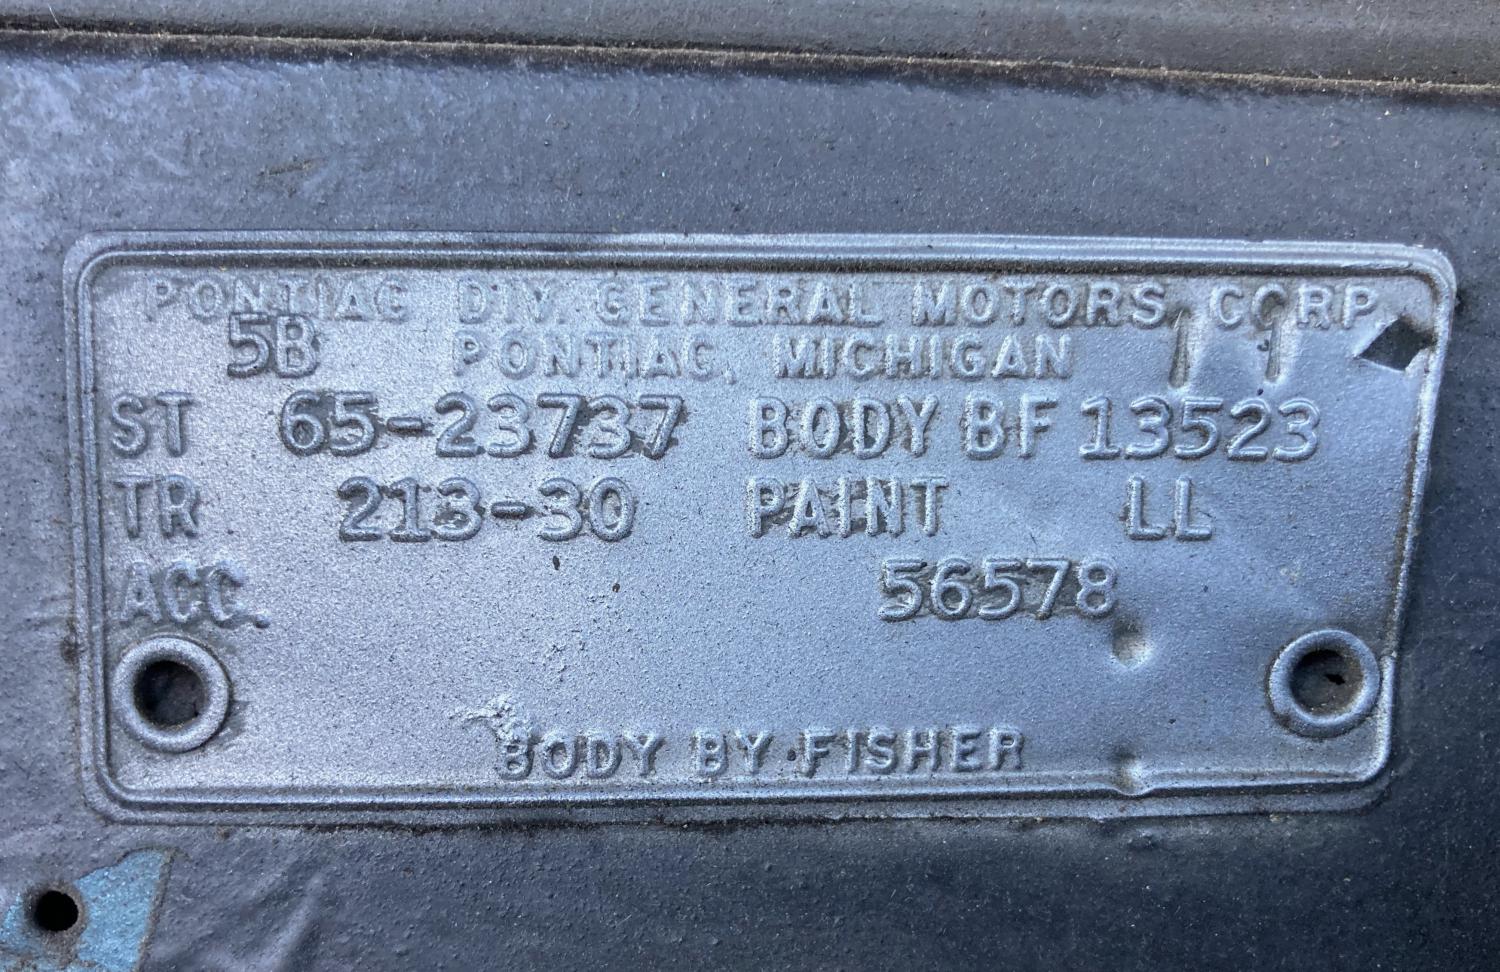 PONTIAC DIV. GENERAL MOTORS CORP.
5B PONTIAC, MICHIGAN
ST 65-23737 BODY BF 13523
TR 213-30 PAINT LL
ACC. 56578
BODY BY FISHER